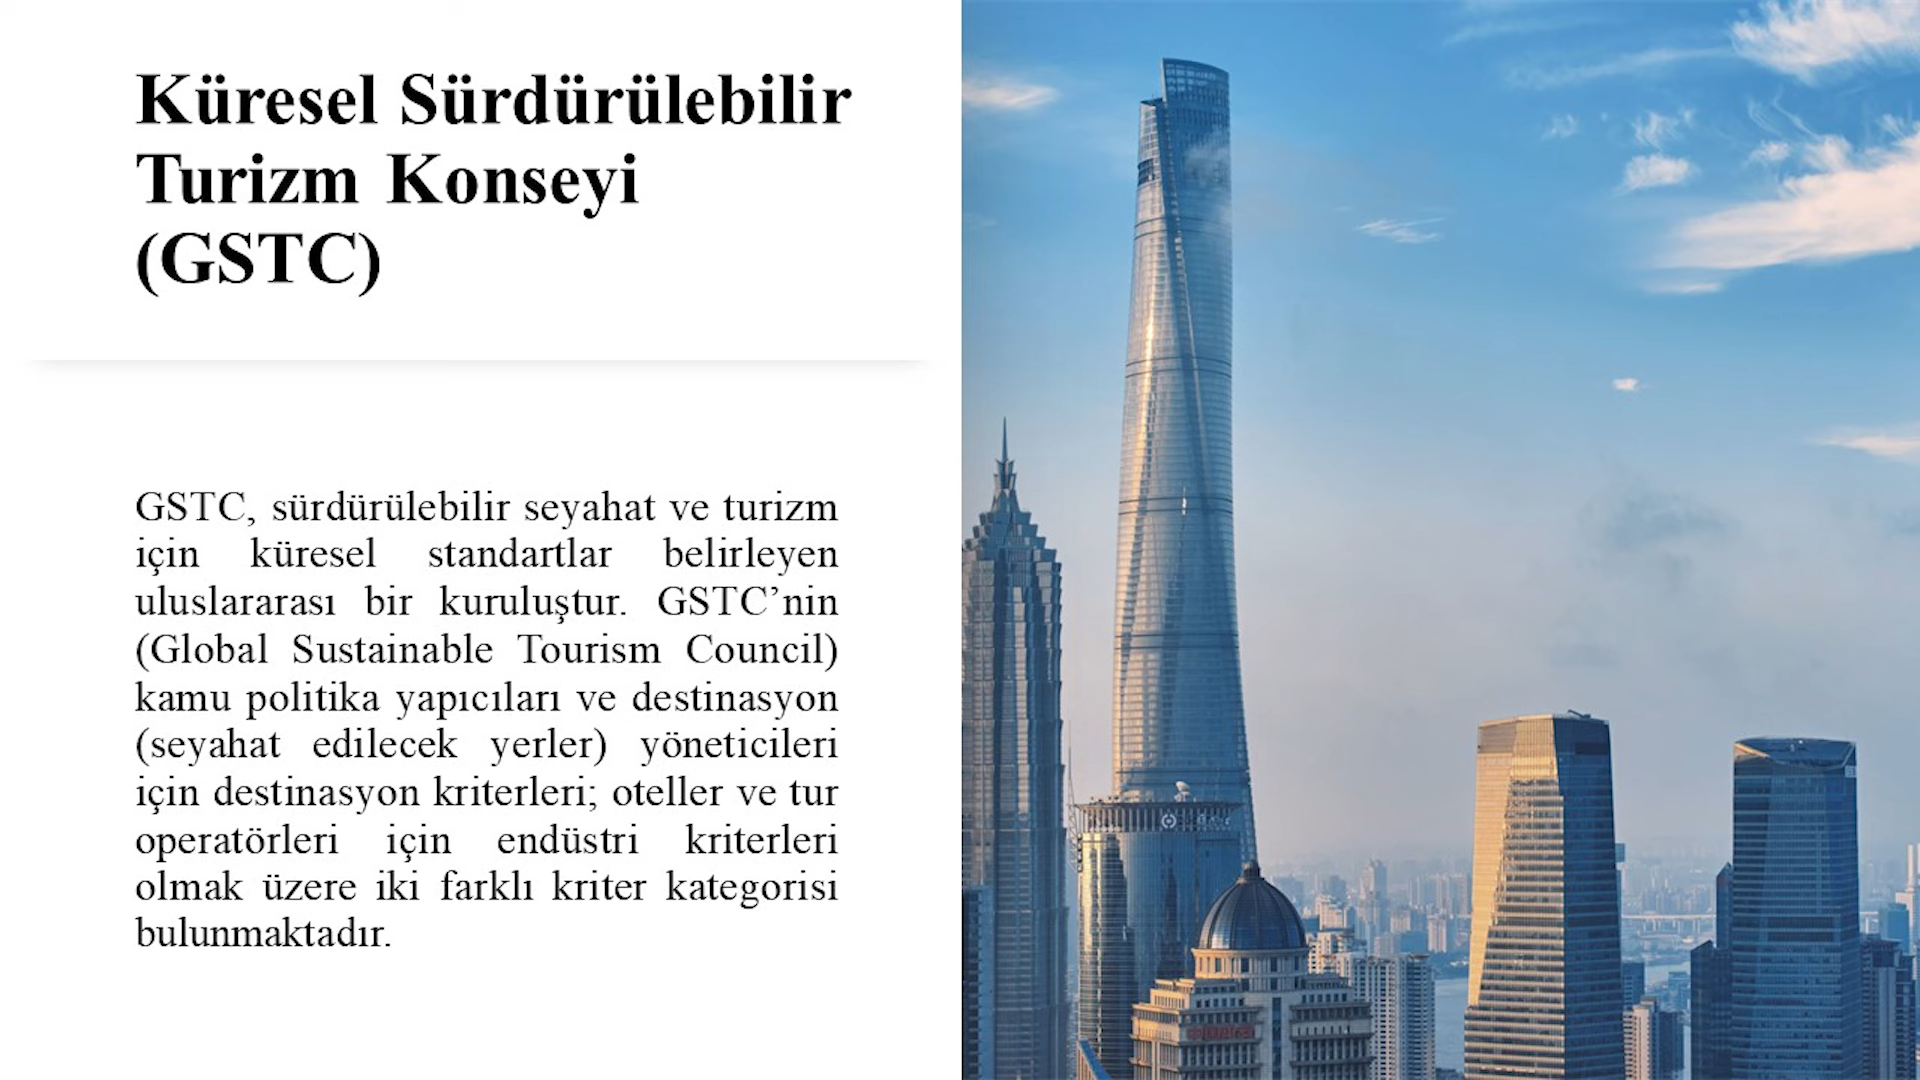 Küresel Sürdürülebilir
Turizm Konseyi
(GSTC)
GSTC, sürdürülebilir seyahat ve turizm
için küresel standartlar belirleyen
uluslararası bir kuruluştur. GSTC’nin
(Global Sustainable Tourism Council)
kamu politika yapıcıları ve destinasyon
(seyahat edilecek yerler) yöneticileri
için destinasyon kriterleri; oteller ve tur
operatörleri için endüstri kriterleri
olmak üzere iki farklı kriter kategorisi
bulunmaktadır.